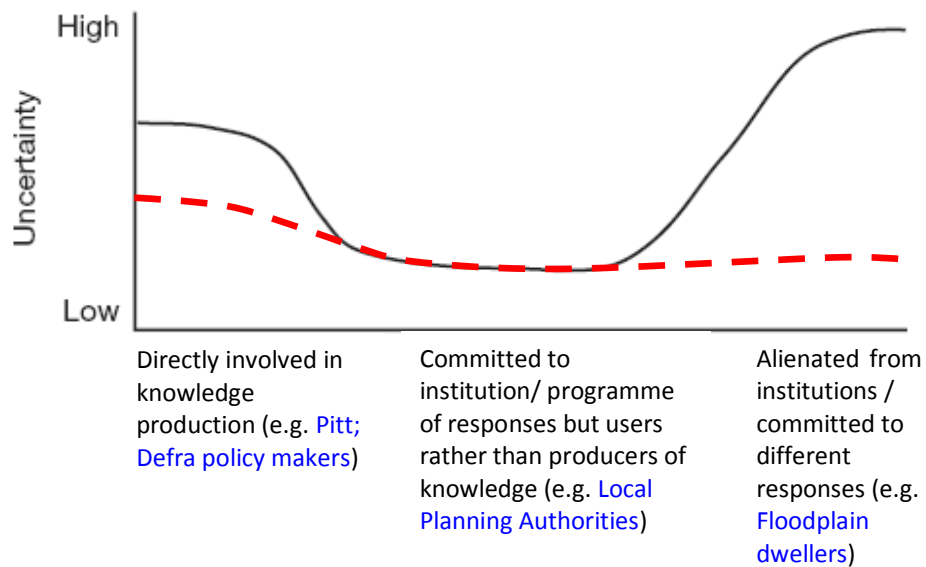 High
Uncertainty
Low
Directly involved in
knowledge
production (e.g. Pitt;
Defra policy makers)
Committed to
institution/ programme
of responses but users
rather than producers of
knowledge (e.g. Local
Planning Authorities)
Alienated from
institutions /
committed to
different
responses (e.g.
Floodplain
dwellers)